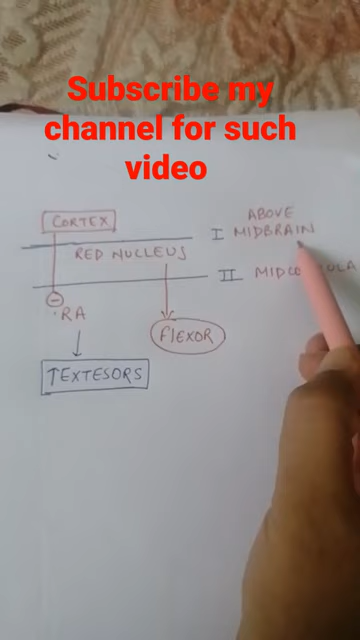 Subscribe my
channel for such
video
CORTEX
ABOVE
I MIDBRAIN
RED NUCLEUS
II
RA
FlEXOR
↑EXTESORS